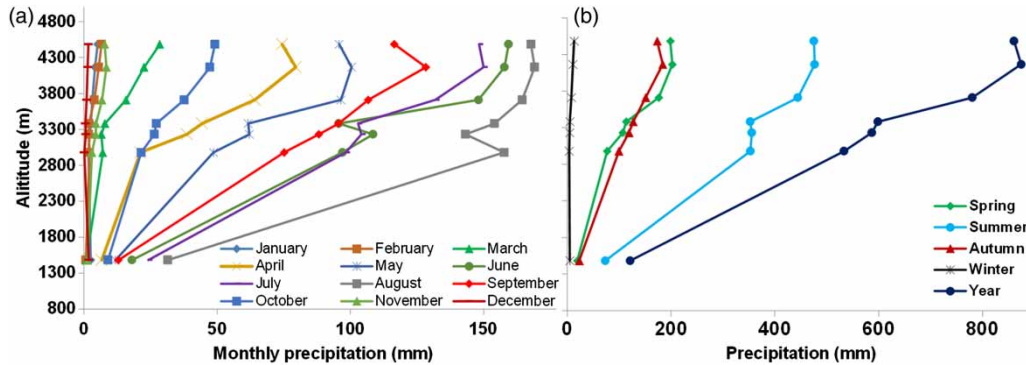 (a)
4800
4300
3800
3300
2800
2300
1800
1300
800
Alititude (m)
0 50 100 150
Monthly precipitation (mm)
January February March
April May June
July August September
October November December
(b)
0 200 400 600 800
Precipitation (mm)
Spring
Summer
Autumn
Winter
Year